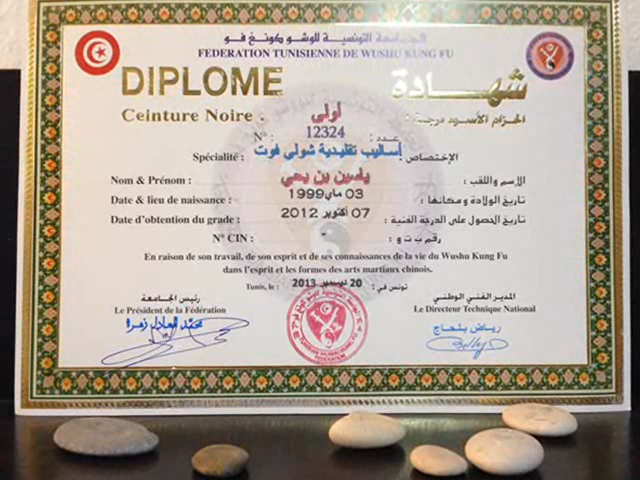 الجامعة التونسية للوشو كونغ فو
FEDERATION TUNISIENNE DE WUSHU KUNG FU
DIPLOME شهادة
Ceinture Noire : أولى الحزام الأسود درجة :
N° : 12324 عدد :
Spécialité : أساليب تقليدية شولي فوت الإختصاص :
Nom & Prénom : ياسين بن يحي الإسم واللقب :
Date & lieu de naissance : 03 ماي 1999 تاريخ الولادة و مكانها :
Date d'obtention du grade : 07 أكتوبر 2012 تاريخ الحصول على الدرجة الفنية :
N° CIN : - رقم ب ت و :
En raison de son travail, de son esprit et de ses connaissances de la vie du Wushu Kung Fu
dans l'esprit et les formes des arts martiaux chinois.
Tunis, le : 20 ديسمبر 2013 تونس في :
رئيس الجامعة المدير الفني الوطني
Le Président de la Fédération Le Directeur Technique National
محمد العادل زهرة رياض بلحاج